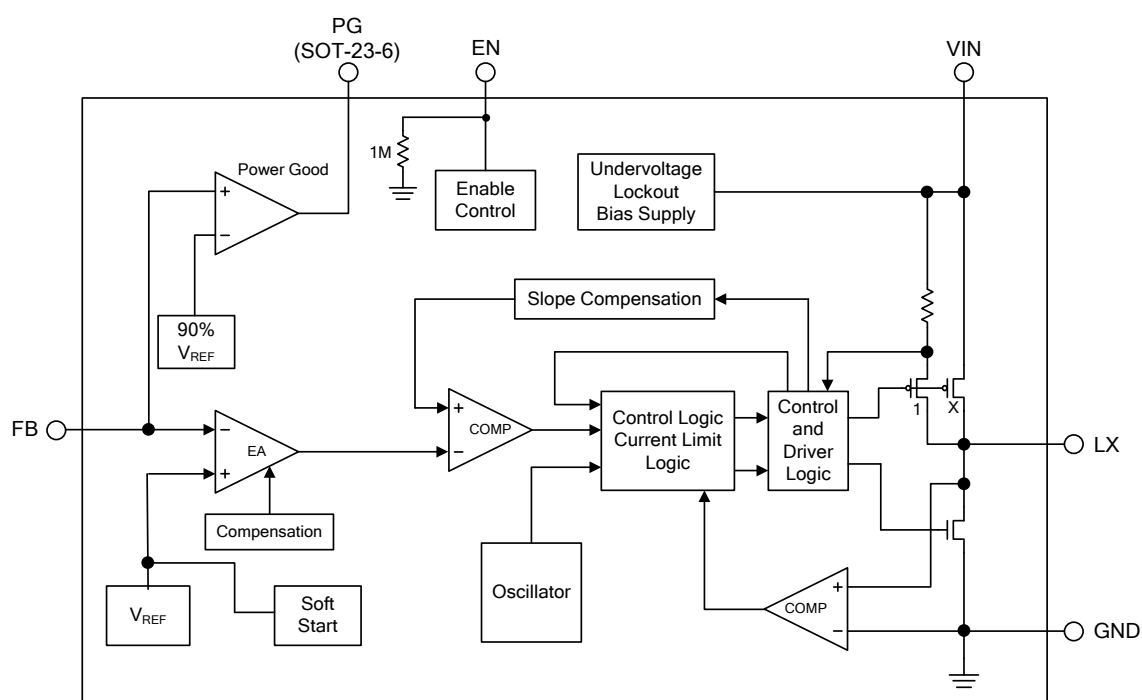 PG
(SOT-23-6)
EN
VIN
Power Good
+
−
1M
Enable
Control
Undervoltage
Lockout
Bias Supply
90%
VREF
Slope Compensation
FB
−
EA
+
+
COMP
−
Control Logic
Current Limit
Logic
Control
and
Driver
Logic
1
X
LX
Compensation
Oscillator
VREF
Soft
Start
+
COMP
−
GND